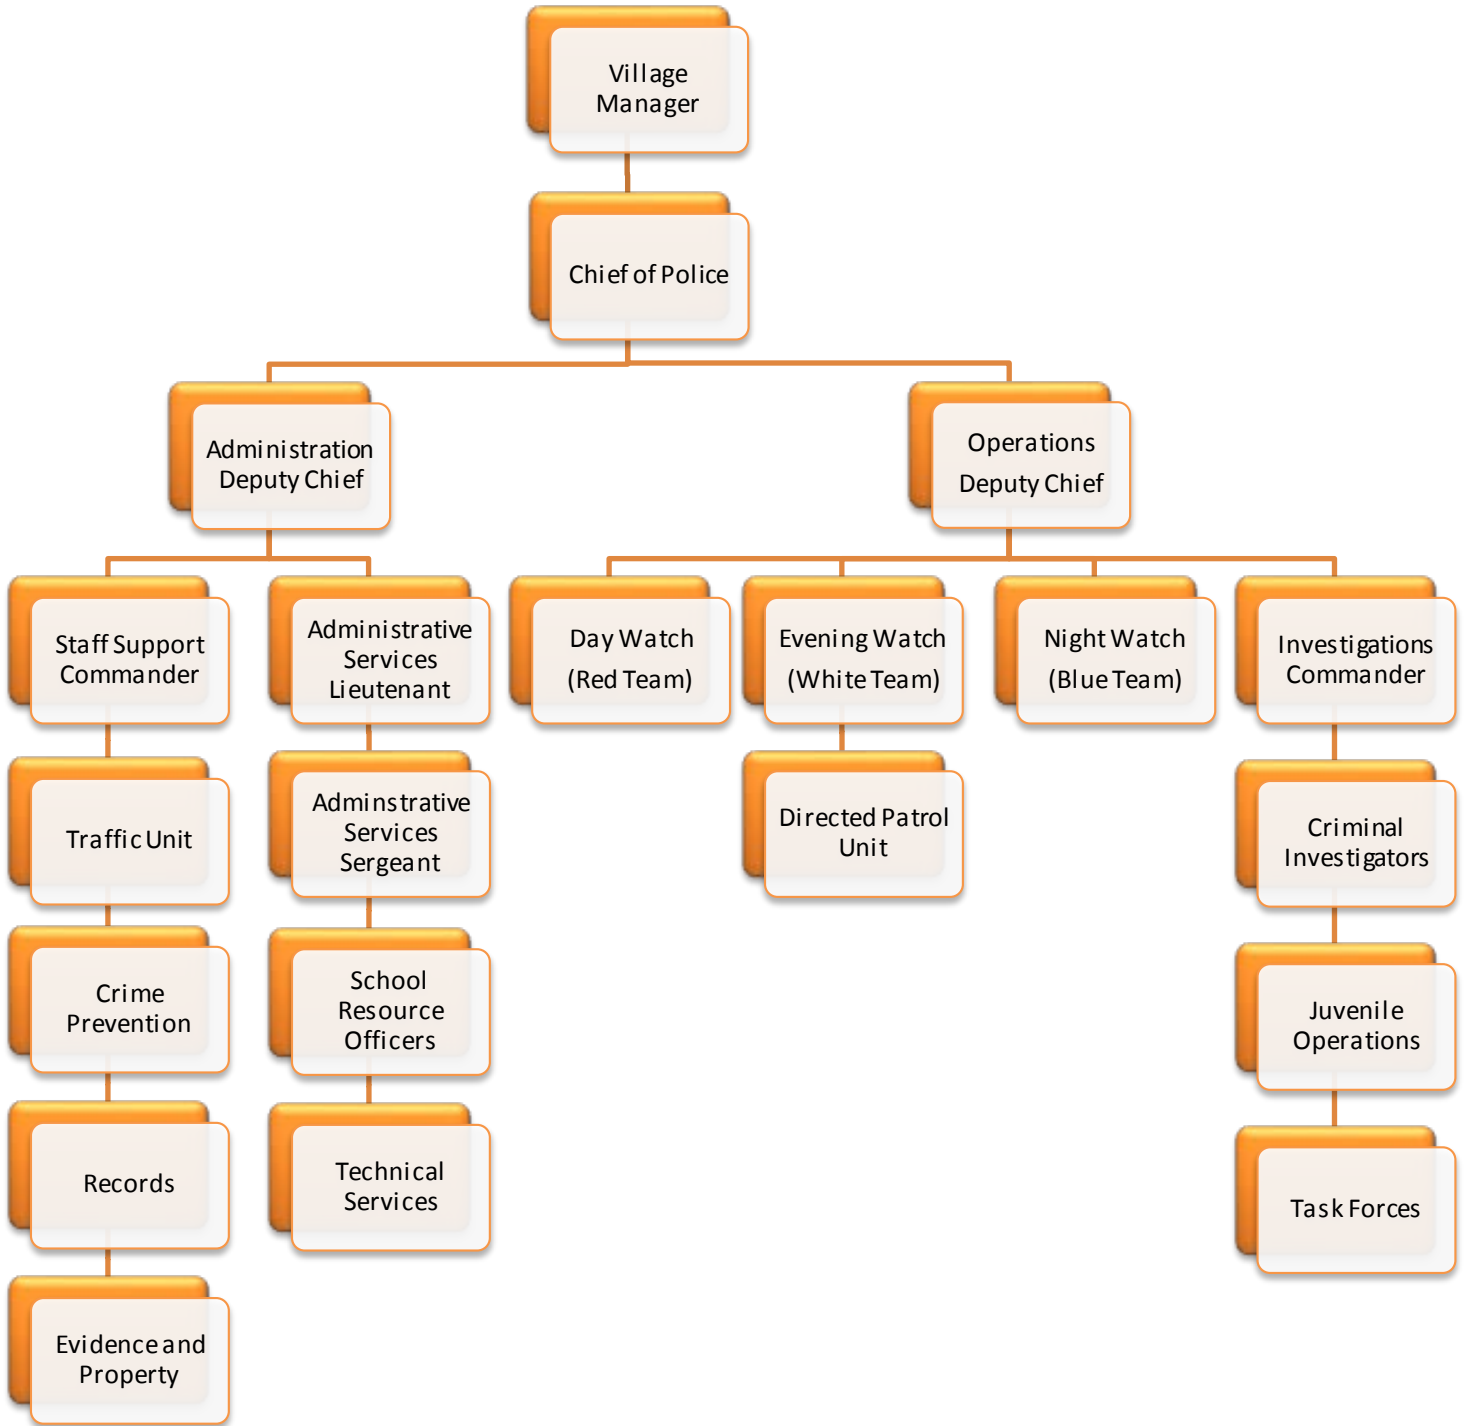 Village
Manager
Chief of Police
Administration
Deputy Chief
Operations
Deputy Chief
Staff Support
Commander
Administrative
Services
Lieutenant
Day Watch
(Red Team)
Evening Watch
(White Team)
Night Watch
(Blue Team)
Investigations
Commander
Traffic Unit
Adminstrative
Services
Sergeant
Directed Patrol
Unit
Criminal
Investigators
Crime
Prevention
School
Resource
Officers
Juvenile
Operations
Records
Technical
Services
Task Forces
Evidence and
Property